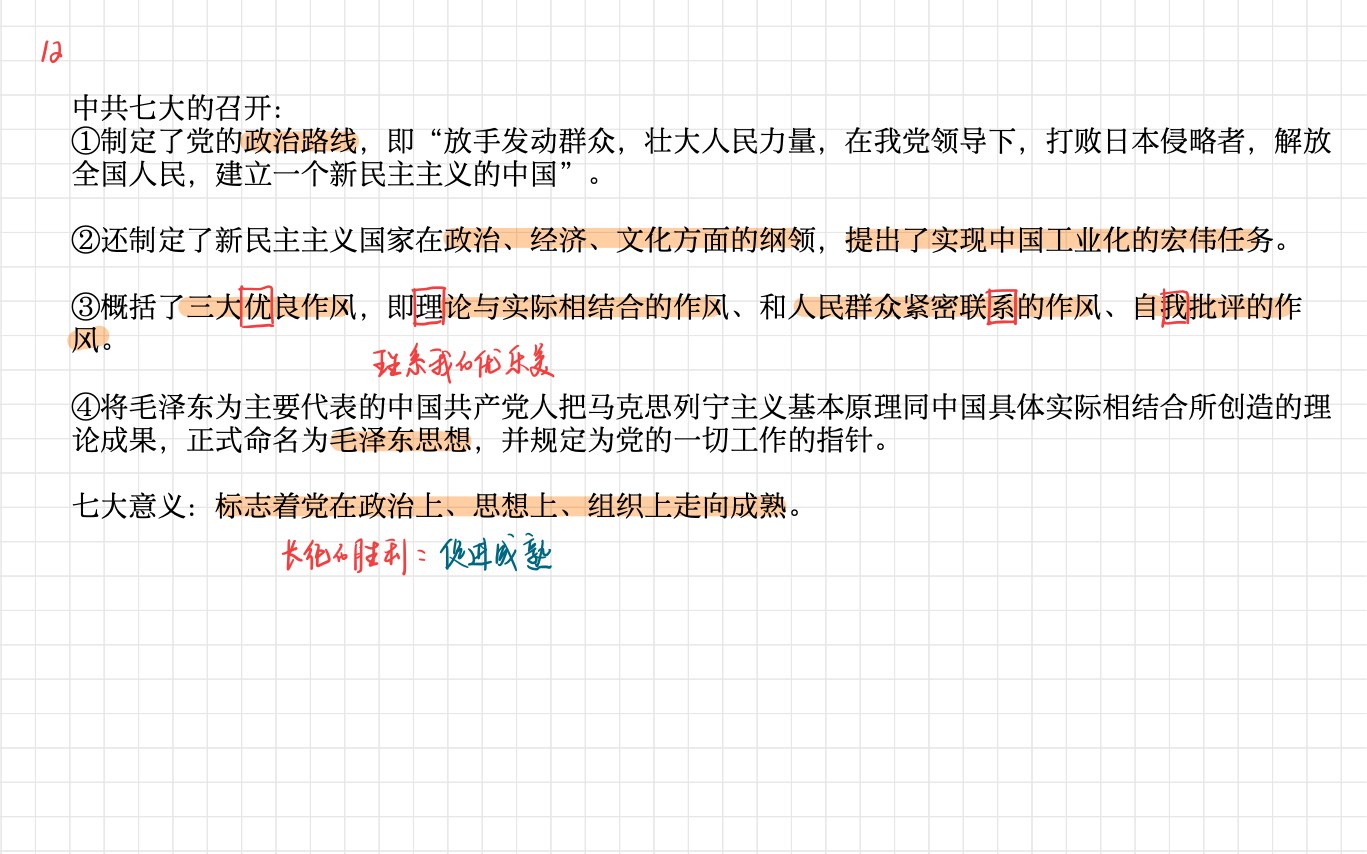 12
中共七大的召开：
①制定了党的政治路线，即“放手发动群众，壮大人民力量，在我党领导下，打败日本侵略者，解放
全国人民，建立一个新民主主义的中国”。
②还制定了新民主主义国家在政治、经济、文化方面的纲领，提出了实现中国工业化的宏伟任务。
③概括了三大优良作风，即理论与实际相结合的作风、和人民群众紧密联系的作风、自我批评的作
风。
理系我的优乐美
④将毛泽东为主要代表的中国共产党人把马克思列宁主义基本原理同中国具体实际相结合所创造的理
论成果，正式命名为毛泽东思想，并规定为党的一切工作的指针。
七大意义：标志着党在政治上、思想上、组织上走向成熟。
长征的胜利：促进成熟